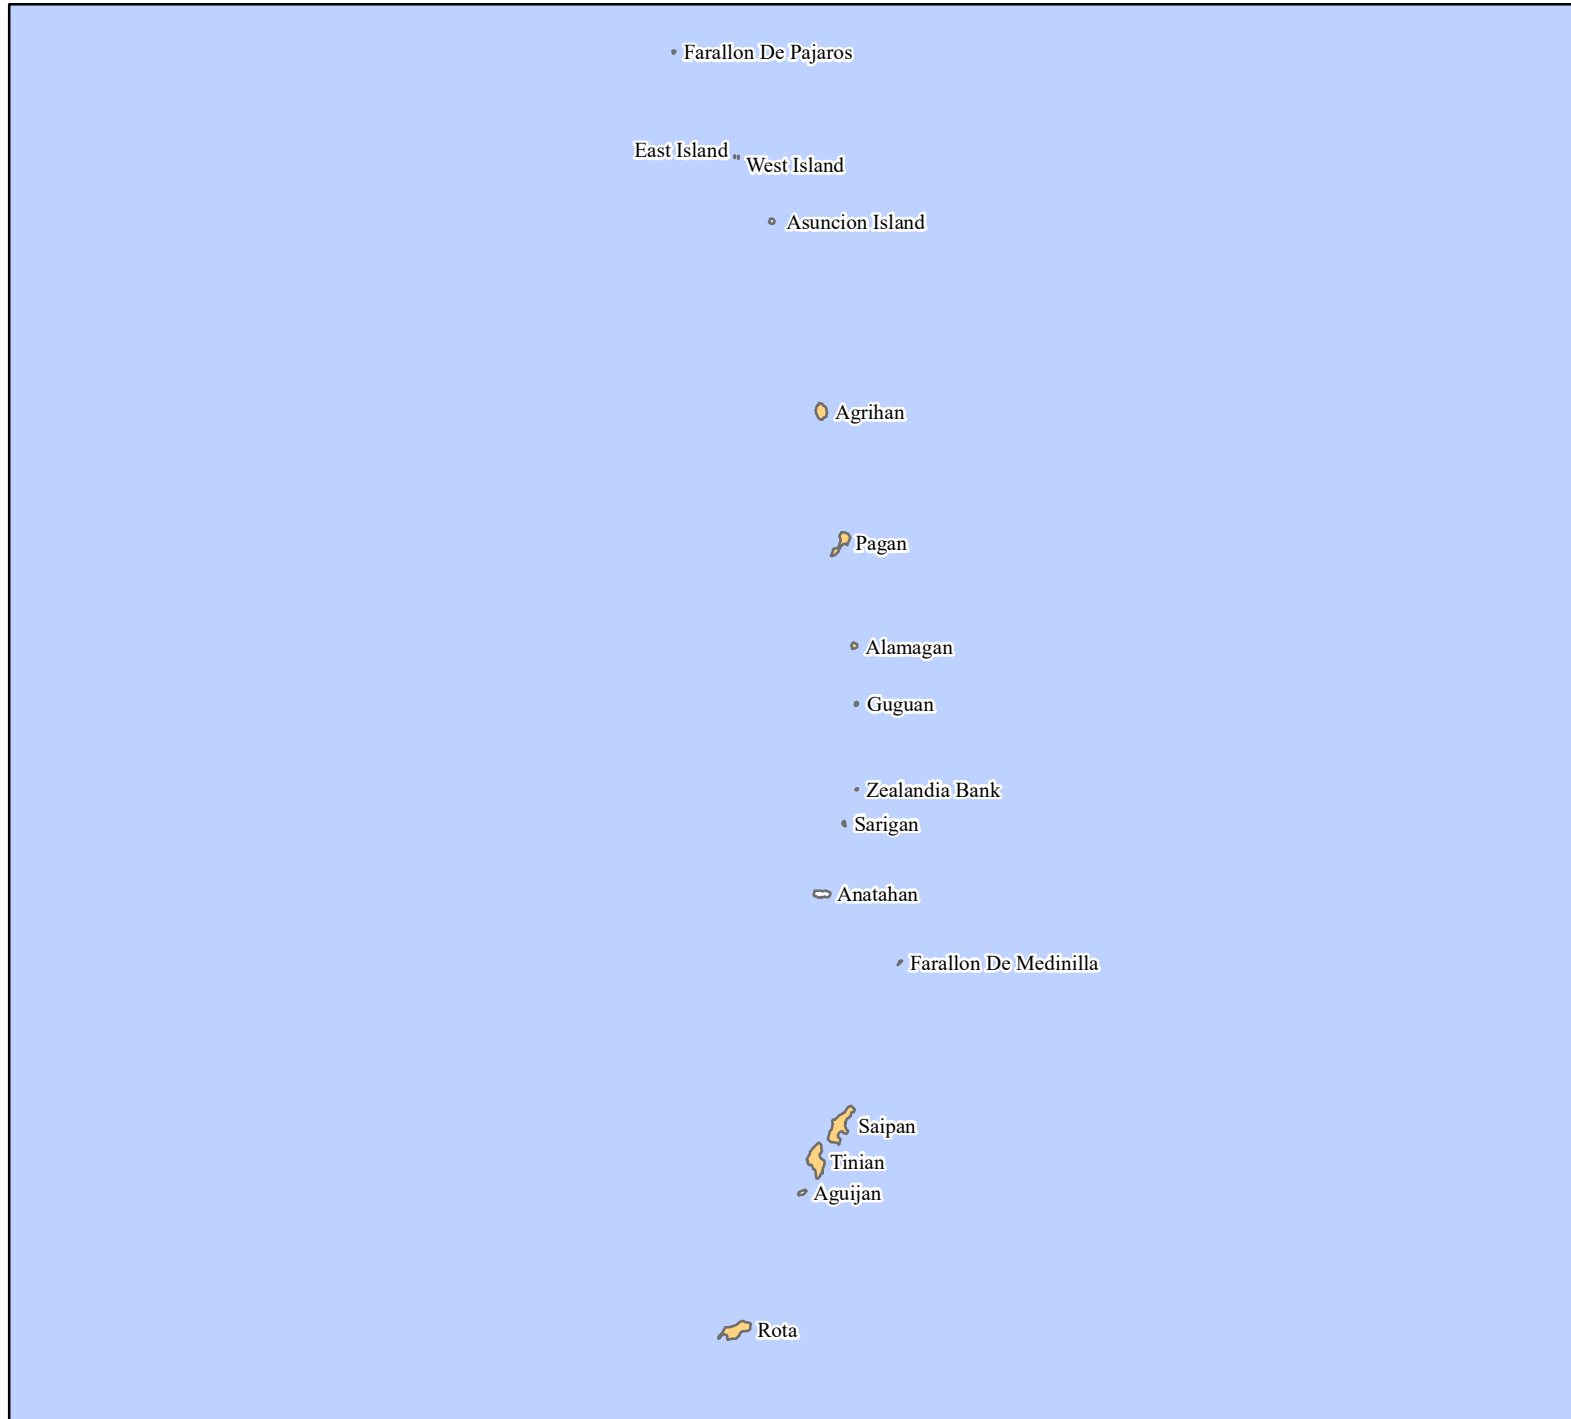 Farallon De Pajaros
East Island
West Island
Asuncion Island
Agrihan
Pagan
Alamagan
Guguan
Zealandia Bank
Sarigan
Anatahan
Farallon De Medinilla
Saipan
Tinian
Aguijan
Rota